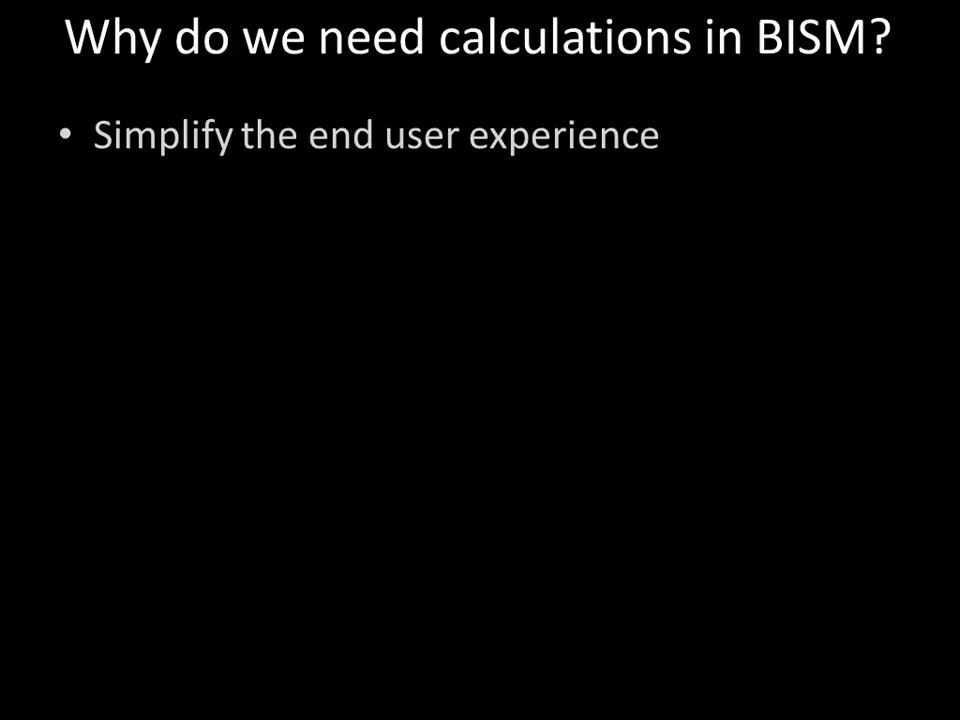 Why do we need calculations in BISM?
• Simplify the end user experience